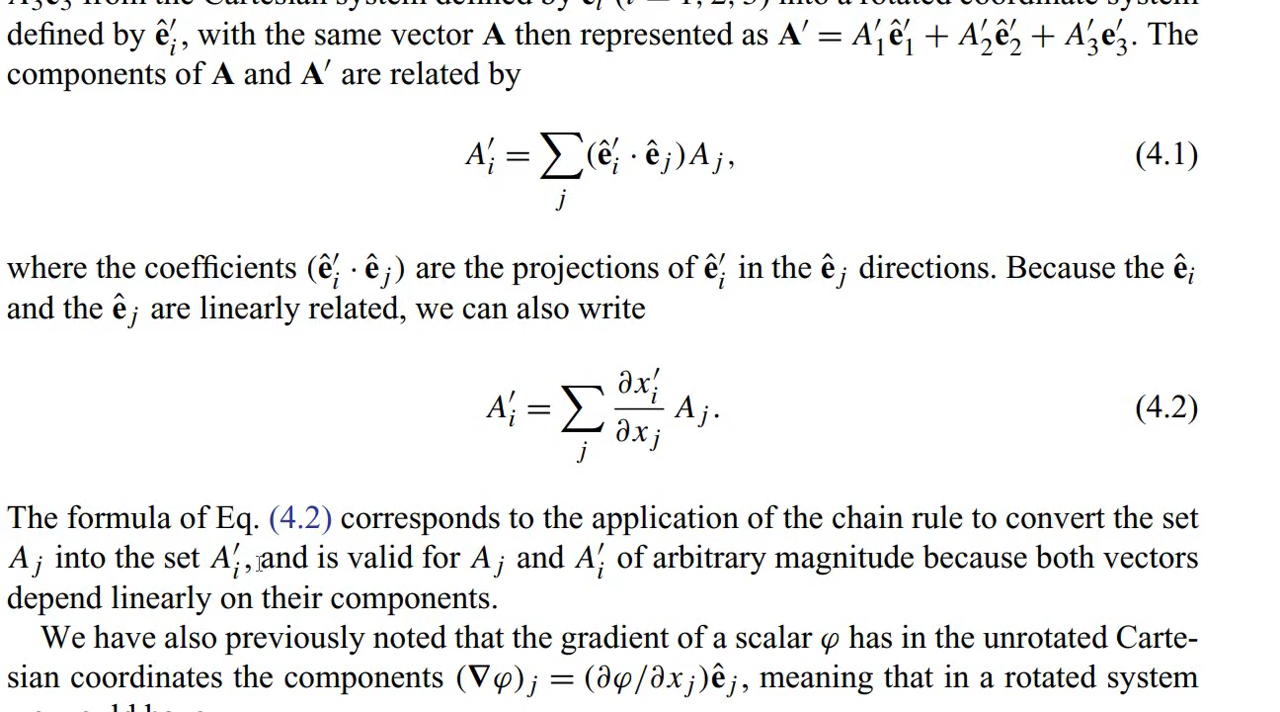 defined by ê′ᵢ, with the same vector A then represented as A′ = A′₁ê′₁ + A′₂ê′₂ + A′₃e′₃. The
components of A and A′ are related by
A′ᵢ = ∑ⱼ (ê′ᵢ · êⱼ)Aⱼ, (4.1)
where the coefficients (ê′ᵢ · êⱼ) are the projections of ê′ᵢ in the êⱼ directions. Because the êᵢ
and the êⱼ are linearly related, we can also write
A′ᵢ = ∑ⱼ ∂x′ᵢ/∂xⱼ Aⱼ. (4.2)
The formula of Eq. (4.2) corresponds to the application of the chain rule to convert the set
Aⱼ into the set A′ᵢ, and is valid for Aⱼ and A′ᵢ of arbitrary magnitude because both vectors
depend linearly on their components.
We have also previously noted that the gradient of a scalar φ has in the unrotated Carte-
sian coordinates the components (∇φ)ⱼ = (∂φ/∂xⱼ)êⱼ, meaning that in a rotated system